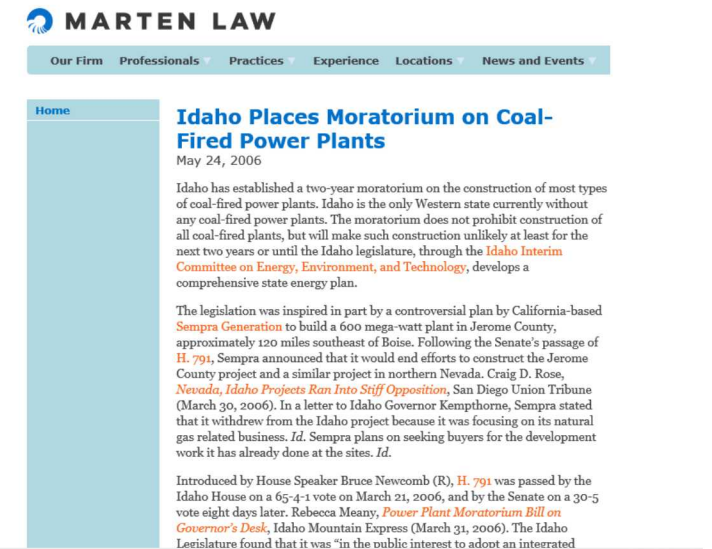 MARTEN LAW
Our Firm Professionals Practices Experience Locations News and Events
Home
Idaho Places Moratorium on Coal-
Fired Power Plants
May 24, 2006
Idaho has established a two-year moratorium on the construction of most types
of coal-fired power plants. Idaho is the only Western state currently without
any coal-fired power plants. The moratorium does not prohibit construction of
all coal-fired plants, but will make such construction unlikely at least for the
next two years or until the Idaho legislature, through the Idaho Interim
Committee on Energy, Environment, and Technology, develops a
comprehensive state energy plan.
The legislation was inspired in part by a controversial plan by California-based
Sempra Generation to build a 600 mega-watt plant in Jerome County,
approximately 120 miles southeast of Boise. Following the Senate's passage of
H. 791, Sempra announced that it would end efforts to construct the Jerome
County project and a similar project in northern Nevada. Craig D. Rose,
Nevada, Idaho Projects Ran Into Stiff Opposition, San Diego Union Tribune
(March 30, 2006). In a letter to Idaho Governor Kempthorne, Sempra stated
that it withdrew from the Idaho project because it was focusing on its natural
gas related business. Id. Sempra plans on seeking buyers for the development
work it has already done at the sites. Id.
Introduced by House Speaker Bruce Newcomb (R), H. 791 was passed by the
Idaho House on a 65-4-1 vote on March 21, 2006, and by the Senate on a 30-5
vote eight days later. Rebecca Meany, Power Plant Moratorium Bill on
Governor's Desk, Idaho Mountain Express (March 31, 2006). The Idaho
Legislature found that it was "in the public interest to adopt an integrated